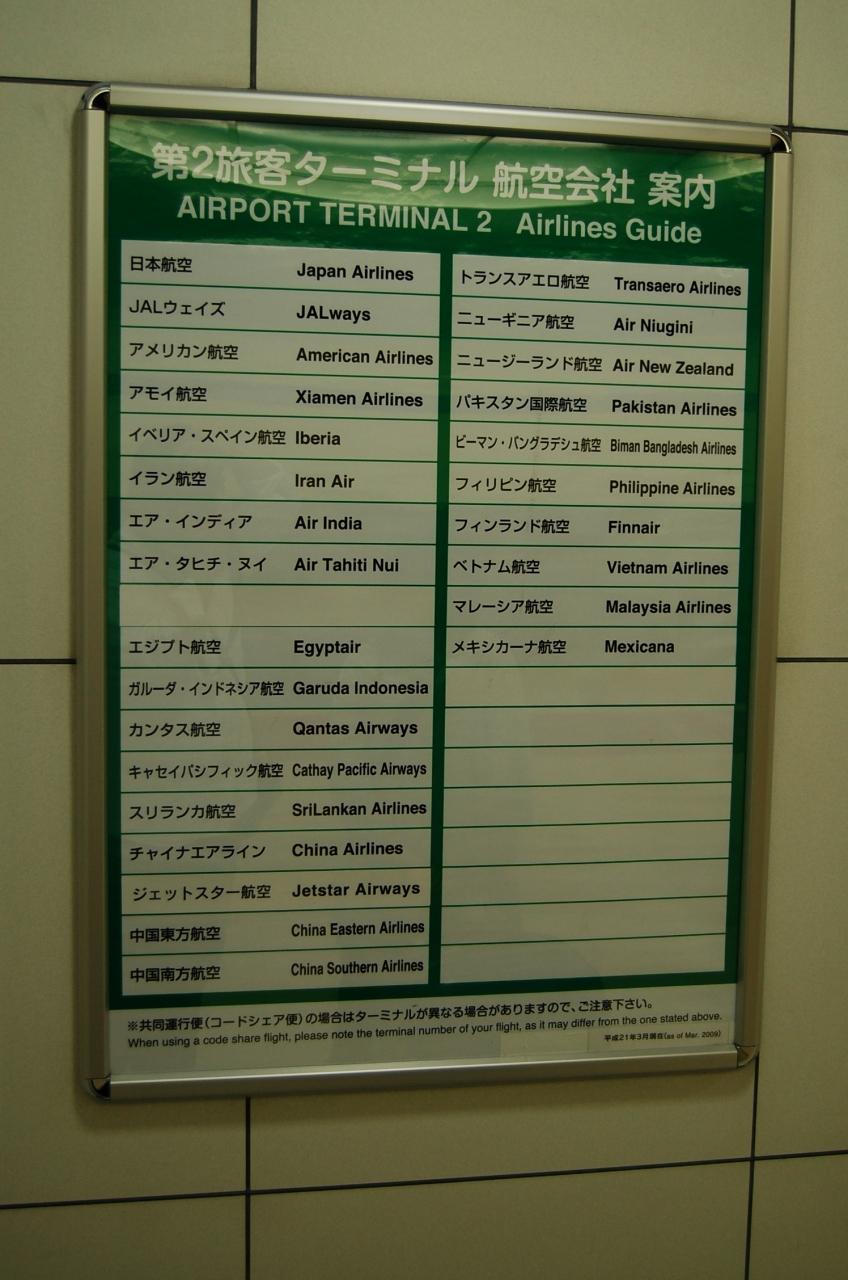 第2旅客ターミナル 航空会社 案内
AIRPORT TERMINAL 2 Airlines Guide
日本航空 Japan Airlines
JALウェイズ JALways
アメリカン航空 American Airlines
アモイ航空 Xiamen Airlines
イベリア・スペイン航空 Iberia
イラン航空 Iran Air
エア・インディア Air India
エア・タヒチ・ヌイ Air Tahiti Nui
エジプト航空 Egyptair
ガルーダ・インドネシア航空 Garuda Indonesia
カンタス航空 Qantas Airways
キャセイパシフィック航空 Cathay Pacific Airways
スリランカ航空 SriLankan Airlines
チャイナエアライン China Airlines
ジェットスター航空 Jetstar Airways
中国東方航空 China Eastern Airlines
中国南方航空 China Southern Airlines
トランスアエロ航空 Transaero Airlines
ニューギニア航空 Air Niugini
ニュージーランド航空 Air New Zealand
パキスタン国際航空 Pakistan Airlines
ビーマン・バングラデシュ航空 Biman Bangladesh Airlines
フィリピン航空 Philippine Airlines
フィンランド航空 Finnair
ベトナム航空 Vietnam Airlines
マレーシア航空 Malaysia Airlines
メキシカーナ航空 Mexicana
※共同運行便(コードシェア便)の場合はターミナルが異なる場合がありますので、ご注意下さい。
When using a code share flight, please note the terminal number of your flight, as it may differ from the one stated above.
平成21年3月現在(as of Mar. 2009)